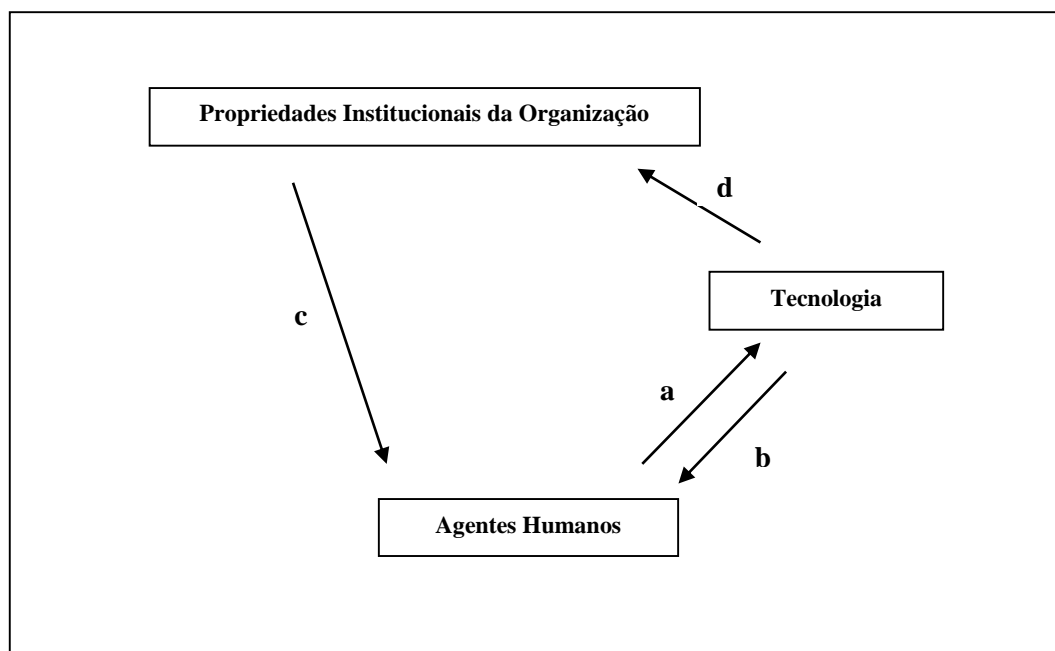 Propriedades Institucionais da Organização
d
Tecnologia
c
a
b
Agentes Humanos